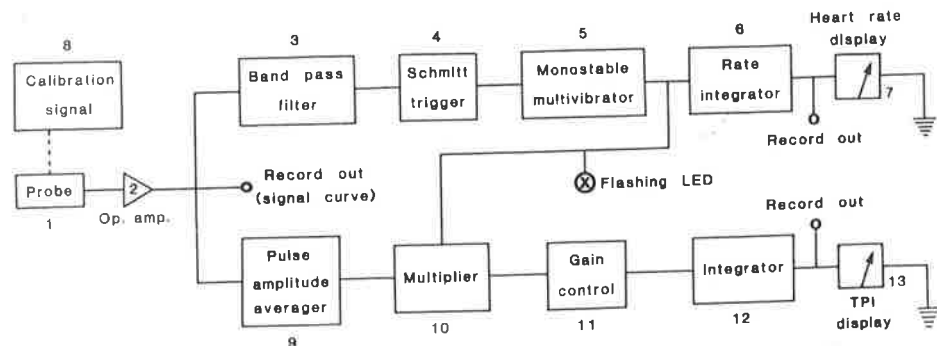 8
Calibration
signal
3
Band pass
filter
4
Schmitt
trigger
5
Monostable
multivibrator
6
Rate
integrator
Heart rate
display
7
Record out
Probe
1
2
Op. amp.
Record out
(signal curve)
X
Flashing LED
Pulse
amplitude
averager
9
Multiplier
10
Gain
control
11
Integrator
12
Record out
13
TPI
display